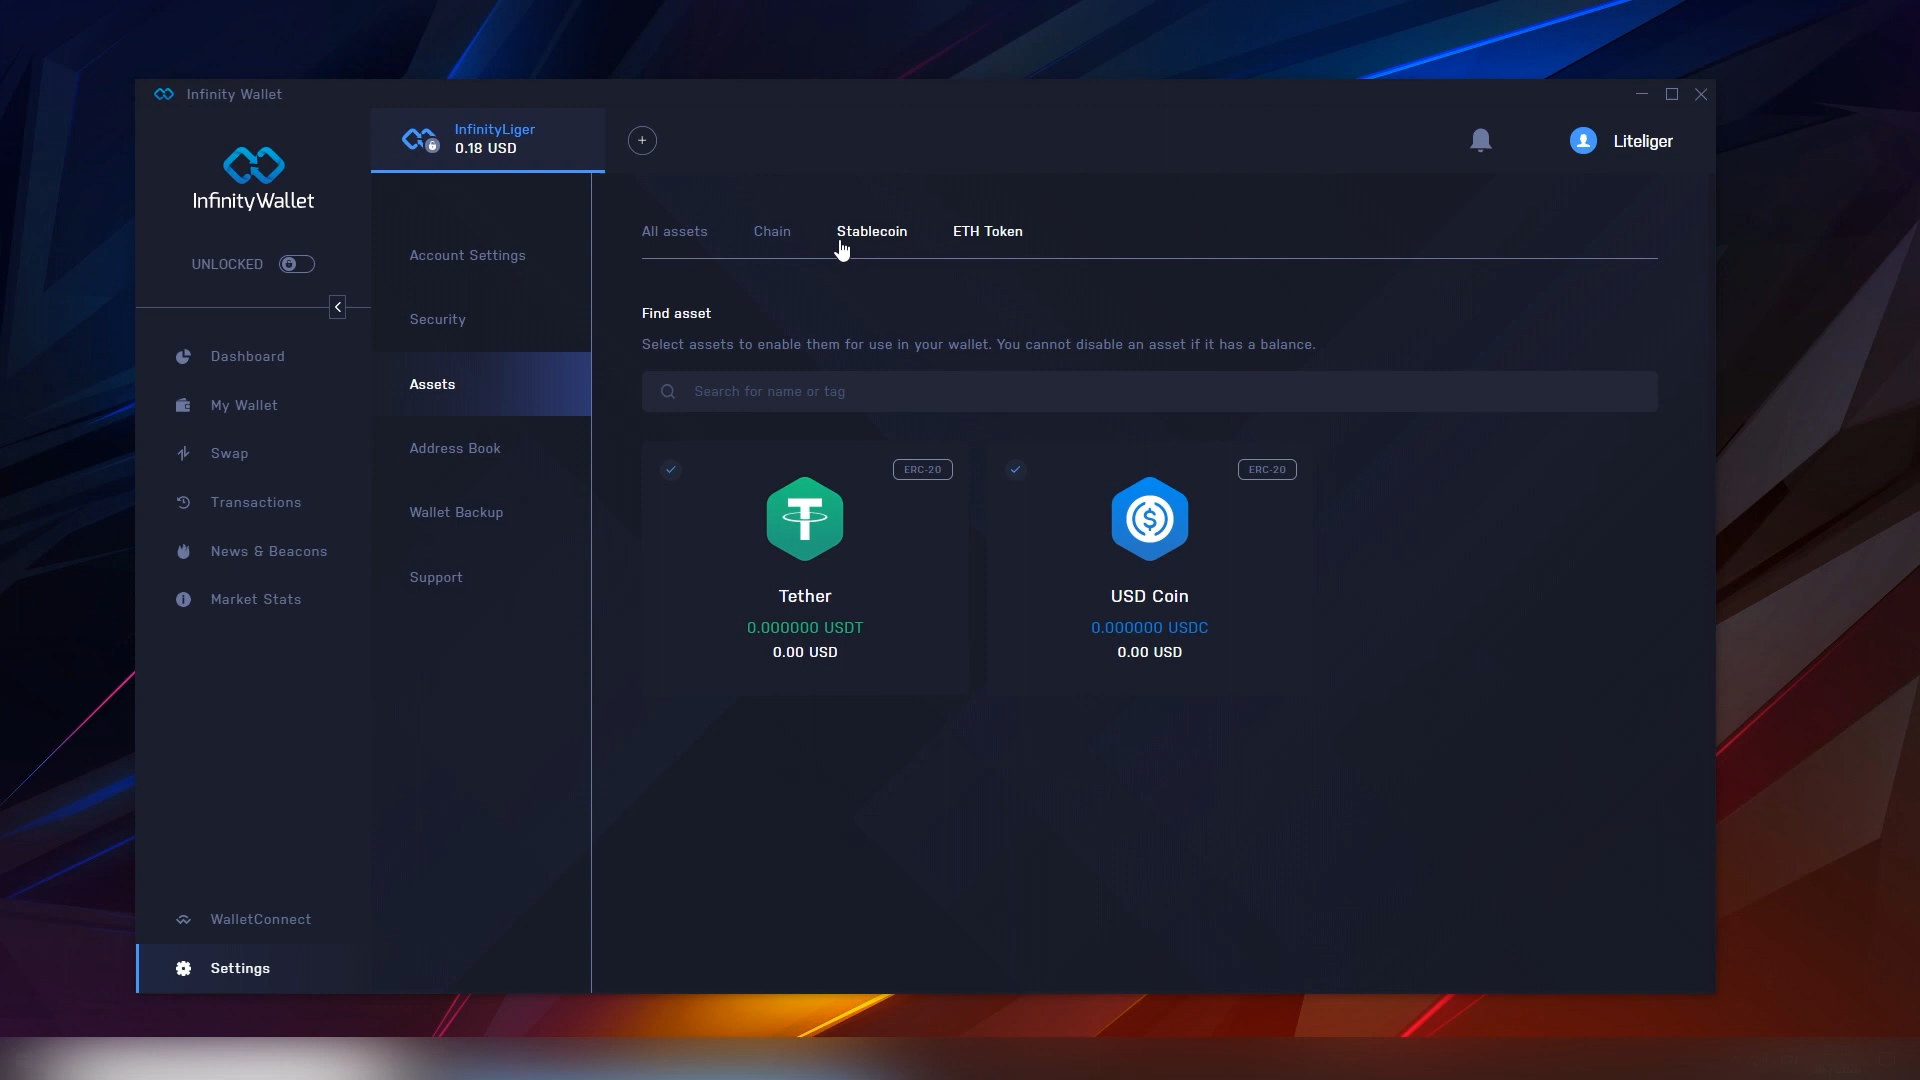 Infinity Wallet
InfinityWallet
UNLOCKED
Dashboard
My Wallet
Swap
Transactions
News & Beacons
Market Stats
WalletConnect
Settings
InfinityLiger
0.18 USD
+
Liteliger
Account Settings
Security
Assets
Address Book
Wallet Backup
Support
All assets Chain Stablecoin ETH Token
Find asset
Select assets to enable them for use in your wallet. You cannot disable an asset if it has a balance.
Search for name or tag
ERC-20
Tether
0.000000 USDT
0.00 USD
ERC-20
USD Coin
0.000000 USDC
0.00 USD